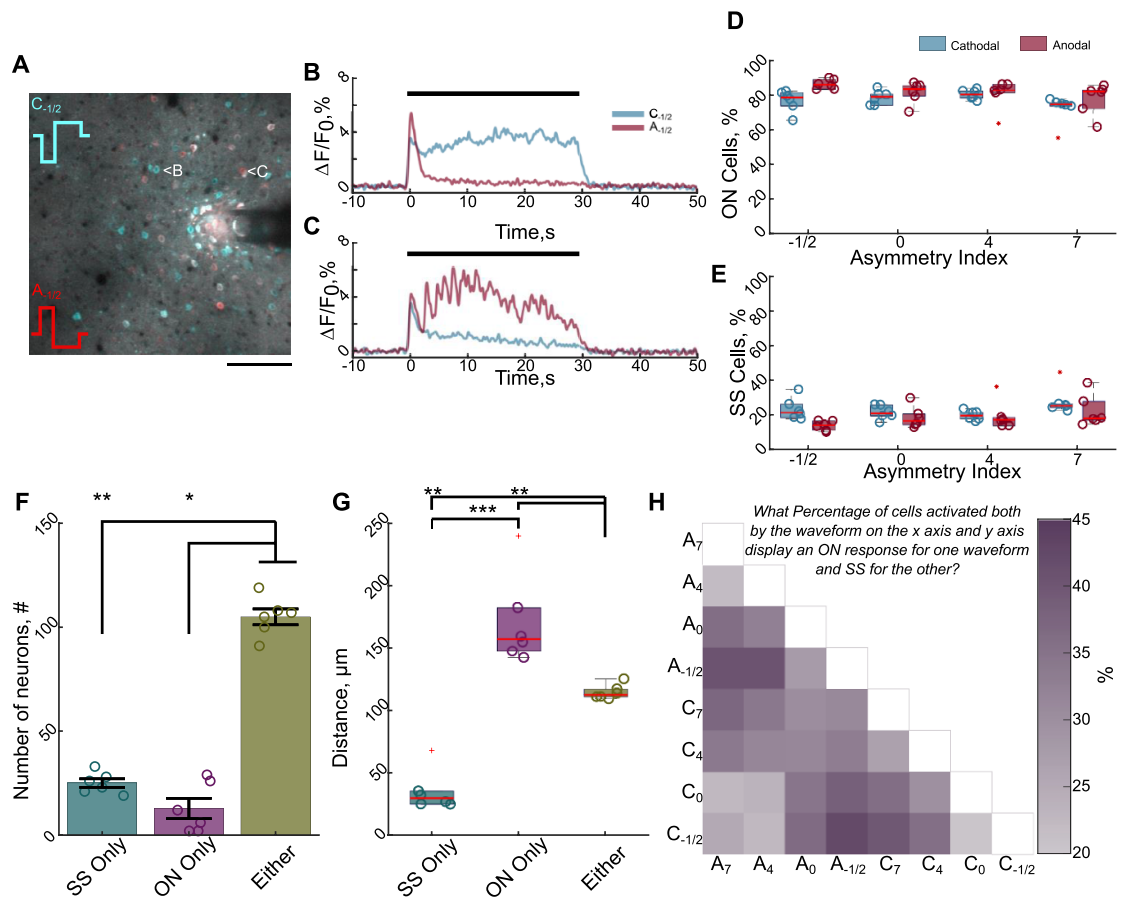 A
C-1/2
<B
<C
A-1/2
B
8
4
0
ΔF/F0,%
C-1/2
A-1/2
-10 0 10 20 30 40 50
Time,s
C
8
4
0
ΔF/F0,%
-10 0 10 20 30 40 50
Time,s
D
Cathodal
Anodal
100
80
60
40
20
0
ON Cells, %
-1/2 0 4 7
Asymmetry Index
E
100
80
60
40
20
0
SS Cells, %
-1/2 0 4 7
Asymmetry Index
F
** *
150
100
50
0
Number of neurons, #
SS Only
ON Only
Either
G
** **
***
250
200
150
100
50
0
Distance, µm
SS Only
ON Only
Either
H
What Percentage of cells activated both
by the waveform on the x axis and y axis
display an ON response for one waveform
and SS for the other?
A7
A4
A0
A-1/2
C7
C4
C0
C-1/2
A7 A4 A0 A-1/2 C7 C4 C0 C-1/2
45
40
35
30
25
20
%